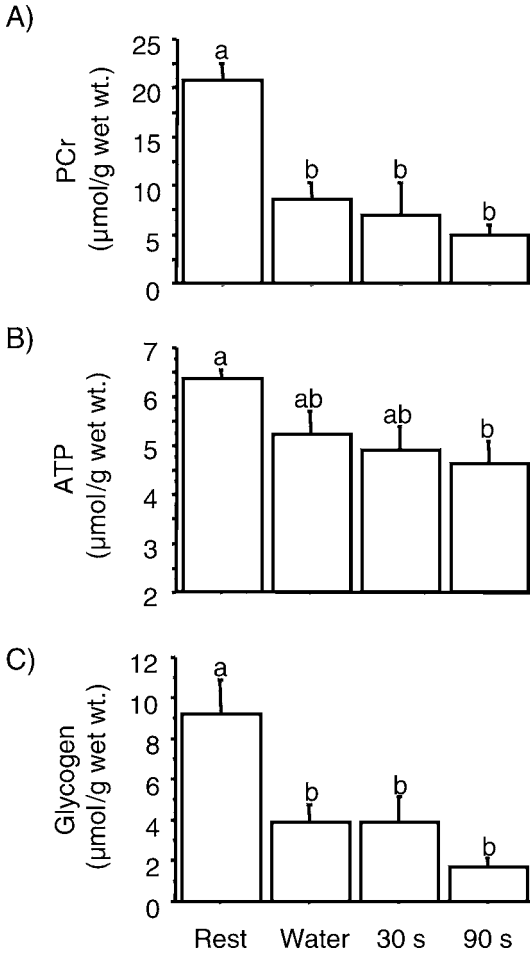 A)
PCr
(µmol/g wet wt.)
25
20
15
10
5
0
a
b
b
b
B)
ATP
(µmol/g wet wt.)
7
6
5
4
3
2
a
ab
ab
b
C)
Glycogen
(µmol/g wet wt.)
12
10
8
6
4
2
0
a
b
b
b
Rest Water 30 s 90 s